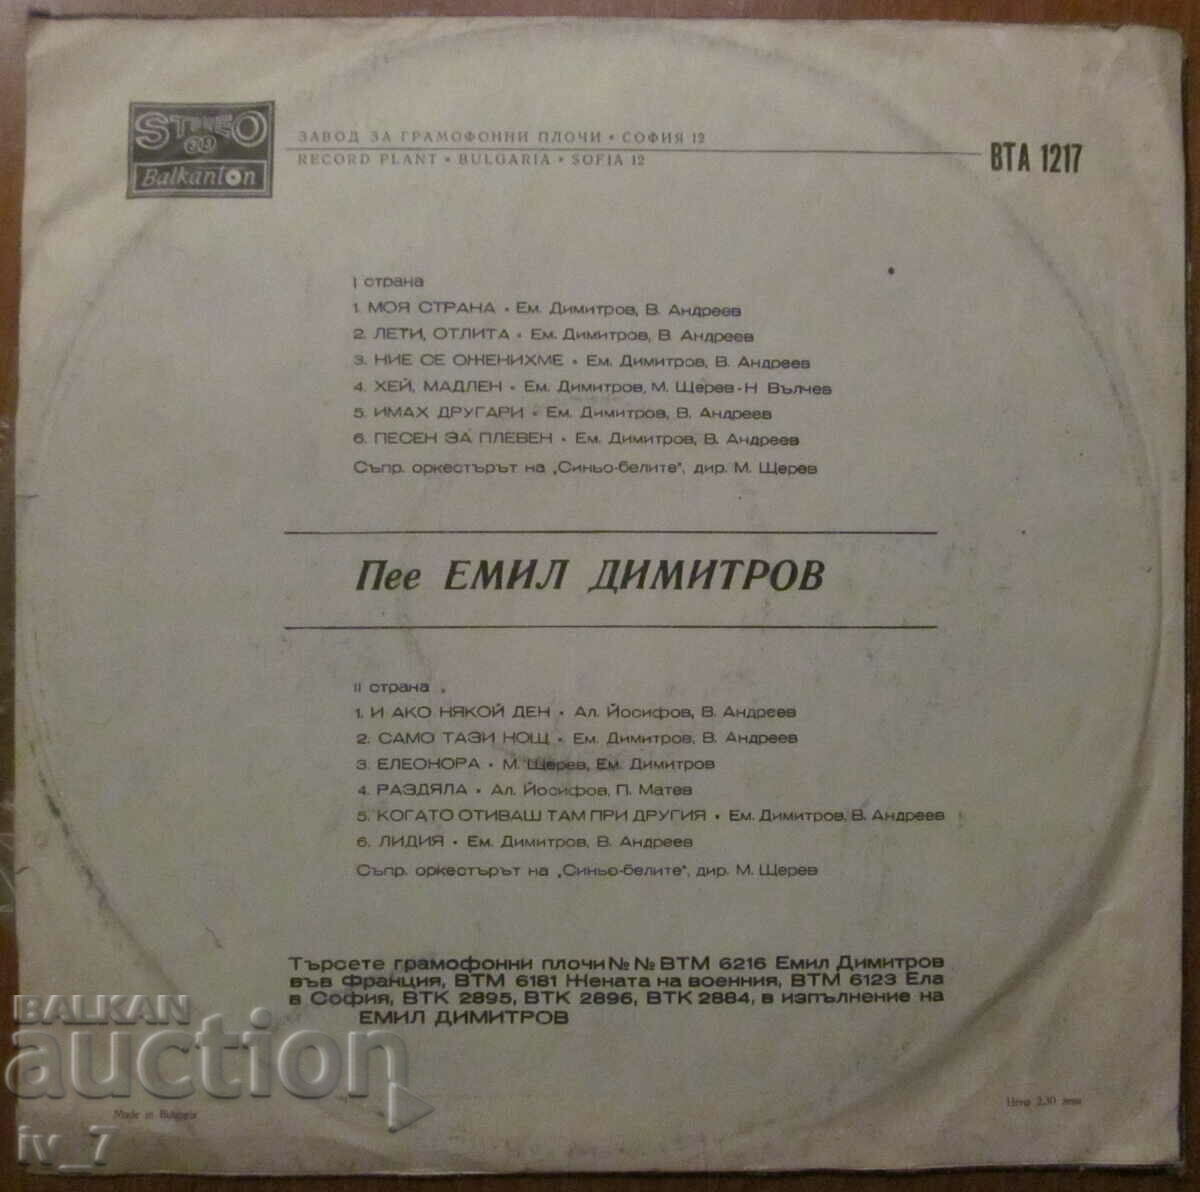 STEREO
33
Balkanton
ЗАВОД ЗА ГРАМОФОННИ ПЛОЧИ • СОФИЯ 12
RECORD PLANT • BULGARIA • SOFIA 12
ВТА 1217
I страна
1. МОЯ СТРАНА • Ем. Димитров, В. Андреев
2. ЛЕТИ, ОТЛИТА • Ем. Димитров, В. Андреев
3. НИЕ СЕ ОЖЕНИХМЕ • Ем. Димитров, В. Андреев
4. ХЕЙ, МАДЛЕН • Ем. Димитров, М. Щерев-Н Вълчев
5. ИМАХ ДРУГАРИ • Ем. Димитров, В. Андреев
6. ПЕСЕН ЗА ПЛЕВЕН • Ем. Димитров, В. Андреев
Съпр. оркестърът на „Синьо-белите", дир. М. Щерев
Пее ЕМИЛ ДИМИТРОВ
II страна
1. И АКО НЯКОЙ ДЕН • Ал. Йосифов, В. Андреев
2. САМО ТАЗИ НОЩ • Ем. Димитров, В. Андреев
3. ЕЛЕОНОРА • М. Щерев, Ем. Димитров
4. РАЗДЯЛА • Ал. Йосифов, П. Матев
5. КОГАТО ОТИВАШ ТАМ ПРИ ДРУГИЯ • Ем. Димитров, В. Андреев
6. ЛИДИЯ • Ем. Димитров, В. Андреев
Съпр. оркестърът на „Синьо-белите", дир. М. Щерев
Търсете грамофонни плочи №№ ВТМ 6216 Емил Димитров
във Франция, ВТМ 6181 Жената на военния, ВТМ 6123 Ела
в София, ВТК 2895, ВТК 2896, ВТК 2884, в изпълнение на
ЕМИЛ ДИМИТРОВ
BALKAN
auction
Made in Bulgaria
Цена 2,30 лева
iv_7